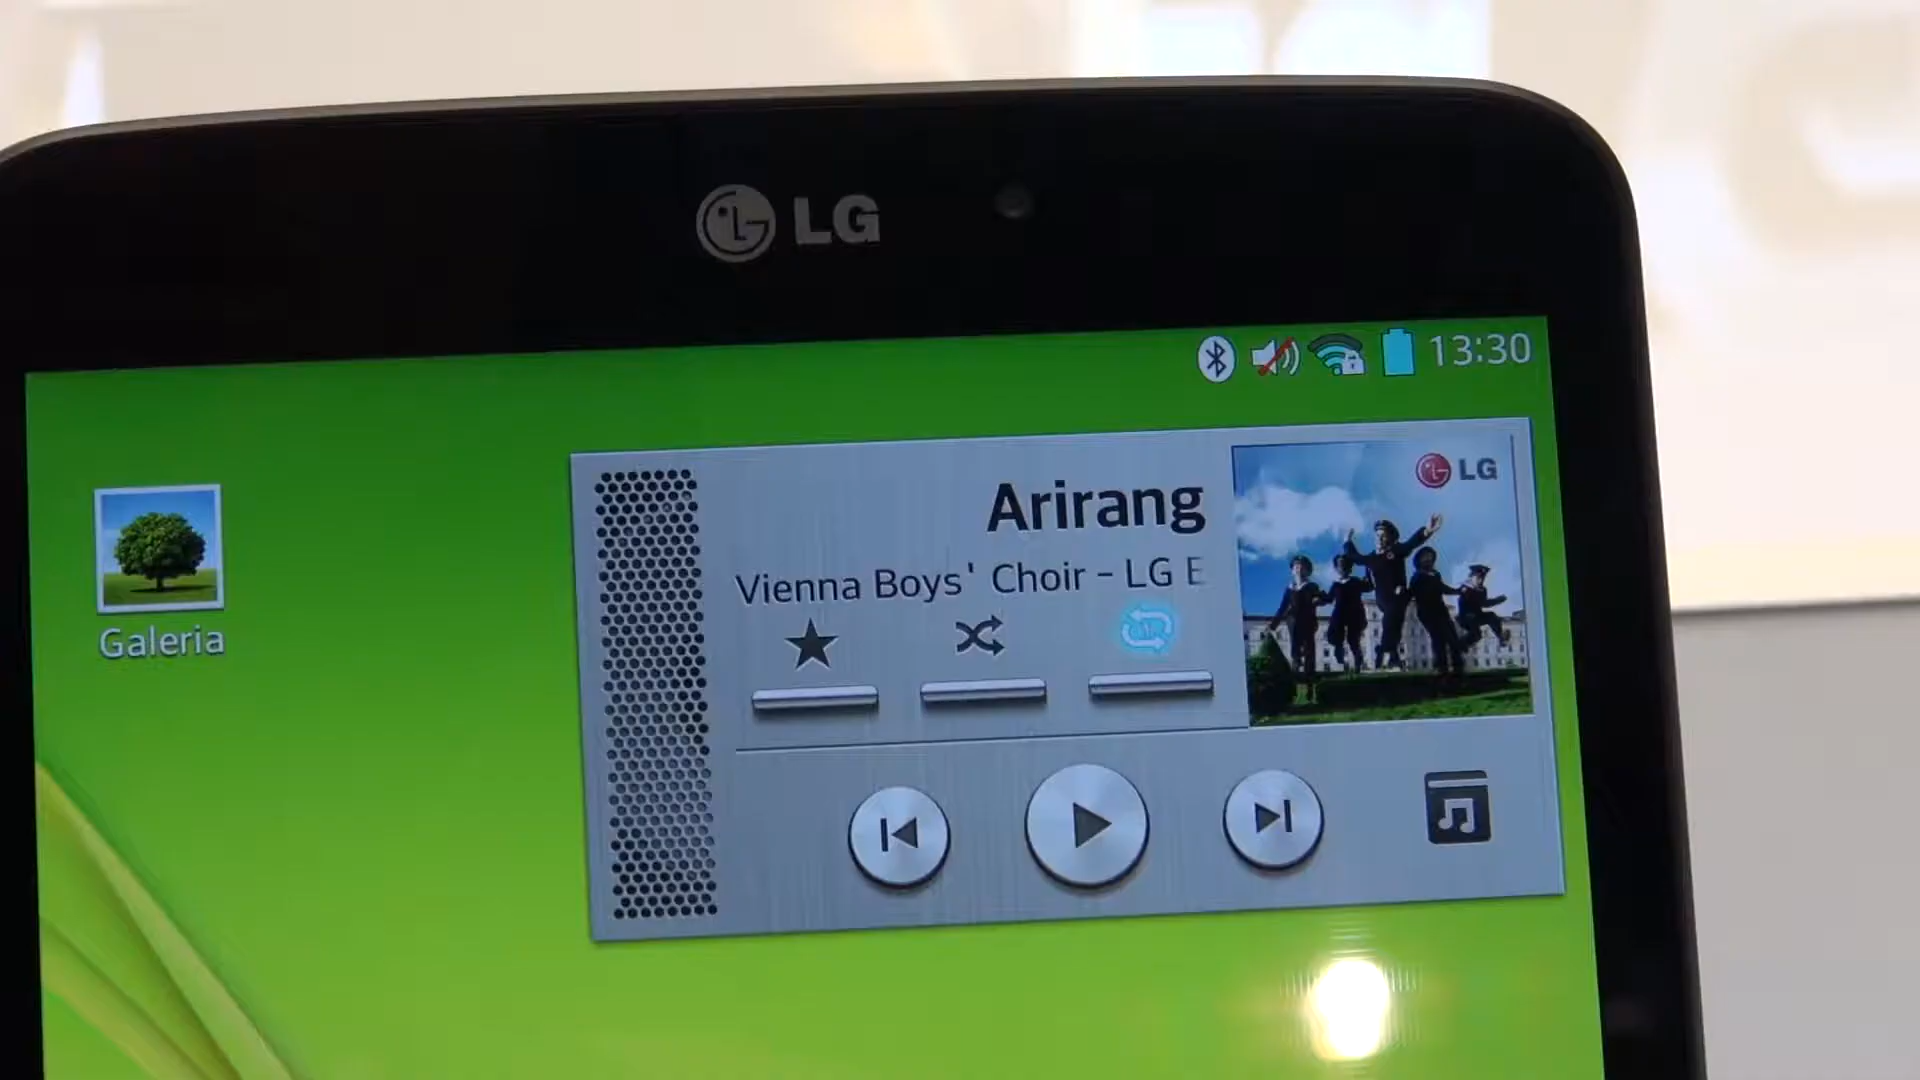 LG
13:30
Arirang
LG
Vienna Boys' Choir - LG E
Galeria